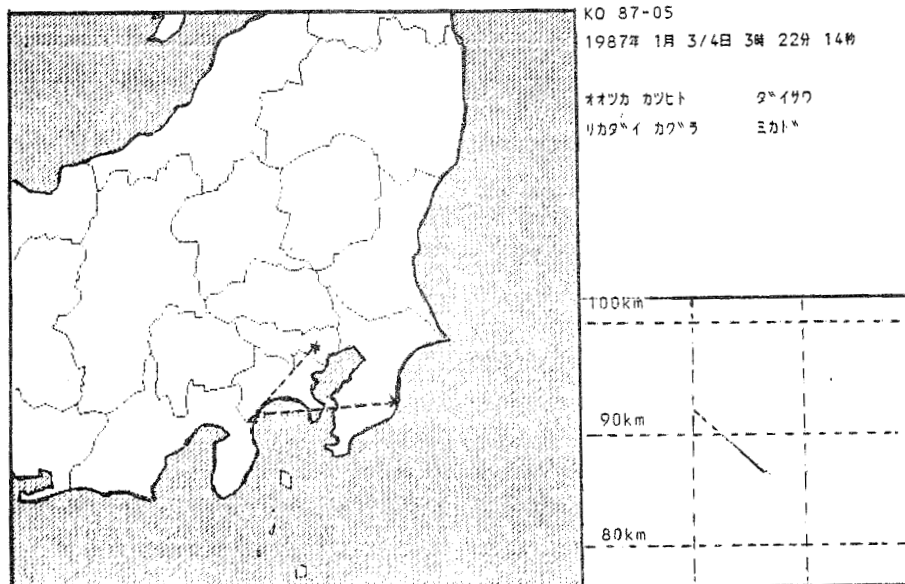 KO 87-05
1987年 1月 3/4日 3時 22分 14秒
オオツカ カツヒト ダイサワ
リカダイ カグラ ミカド
100km
90km
80km